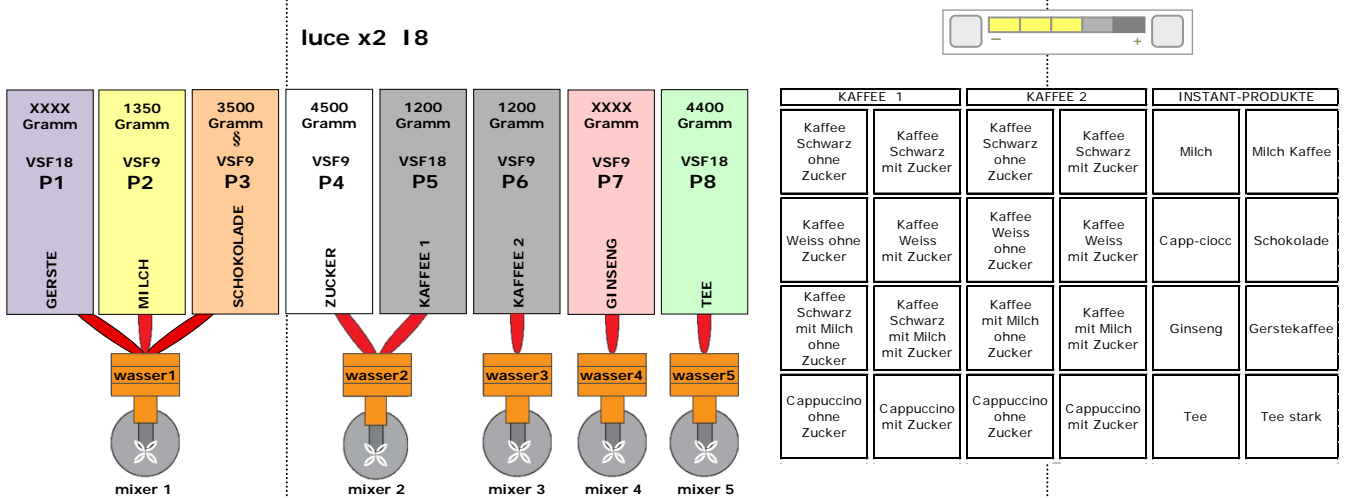 luce x2 I8
− +
XXXX
Gramm
VSF18
P1
GERSTE
1350
Gramm
VSF9
P2
MILCH
3500
Gramm
§
VSF9
P3
SCHOKOLADE
4500
Gramm
VSF9
P4
ZUCKER
1200
Gramm
VSF18
P5
KAFFEE 1
1200
Gramm
VSF9
P6
KAFFEE 2
XXXX
Gramm
VSF9
P7
GINSENG
4400
Gramm
VSF18
P8
TEE
wasser1
wasser2
wasser3
wasser4
wasser5
mixer 1
mixer 2
mixer 3
mixer 4
mixer 5
KAFFEE 1
KAFFEE 2
INSTANT-PRODUKTE
Kaffee
Schwarz
ohne
Zucker
Kaffee
Schwarz
mit Zucker
Kaffee
Schwarz
ohne
Zucker
Kaffee
Schwarz
mit Zucker
Milch
Milch Kaffee
Kaffee
Weiss ohne
Zucker
Kaffee
Weiss
mit Zucker
Kaffee
Weiss
ohne
Zucker
Kaffee
Weiss
mit Zucker
Capp-ciocc
Schokolade
Kaffee
Schwarz
mit Milch
ohne
Zucker
Kaffee
Schwarz
mit Milch
mit Zucker
Kaffee
mit Milch
ohne
Zucker
Kaffee
mit Milch
mit Zucker
Ginseng
Gerstekaffee
Cappuccino
ohne
Zucker
Cappuccino
mit Zucker
Cappuccino
ohne
Zucker
Cappuccino
mit Zucker
Tee
Tee stark